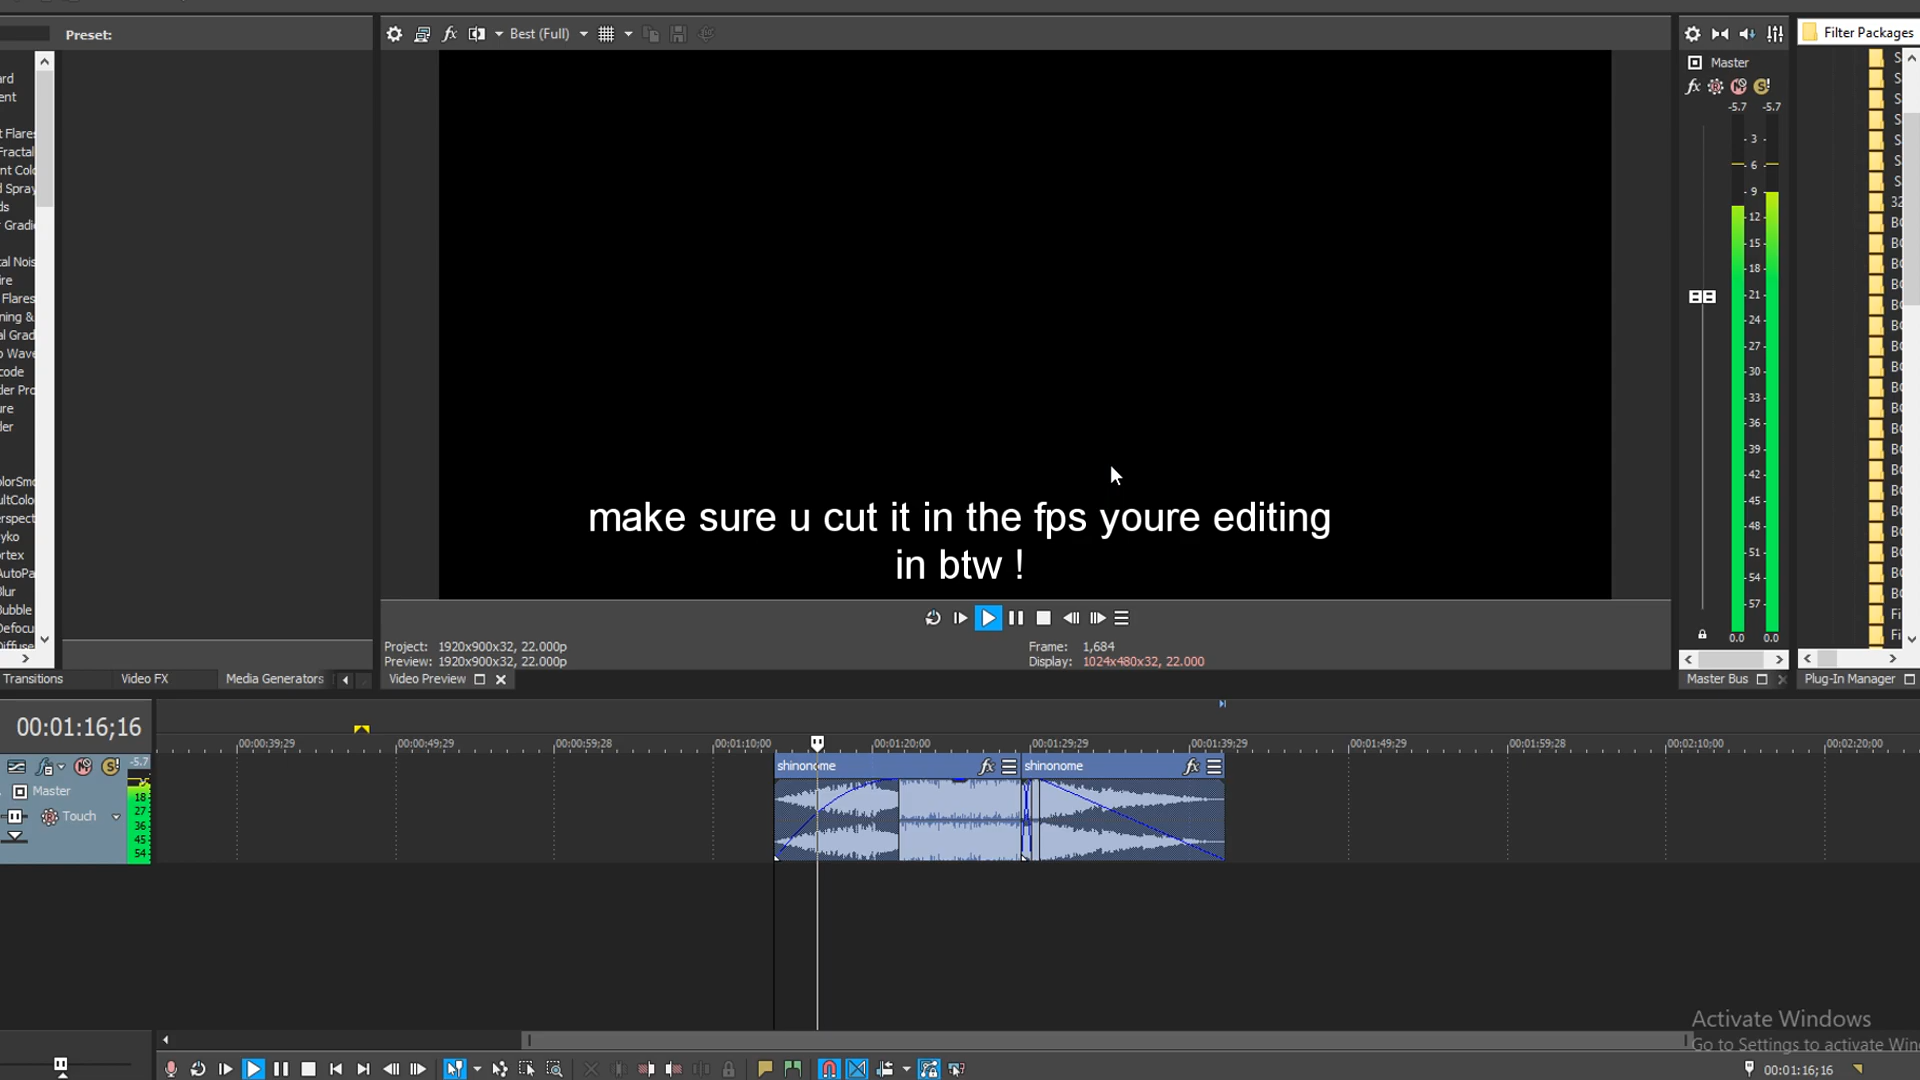 Preset:
Best (Full)
Filter Packages
Master
-5.7 -5.7
3
6
9
12
15
18
21
24
27
30
33
36
39
42
45
48
51
54
57
0.0 0.0
make sure u cut it in the fps youre editing
in btw !
Project: 1920x900x32, 22.000p
Preview: 1920x900x32, 22.000p
Frame: 1,684
Display: 1024x480x32, 22.000
Transitions
Video FX
Media Generators
Video Preview
Master Bus
Plug-In Manager
00:01:16;16
00:00:39;29
00:00:49;29
00:00:59;28
00:01:10;00
00:01:20;00
00:01:29;29
00:01:39;29
00:01:49;29
00:01:59;28
00:02:10;00
00:02:20;00
-5.7
Master
Touch
18
27
36
45
54
shinonome
shinonome
Activate Windows
Go to Settings to activate Win
00:01:16;16